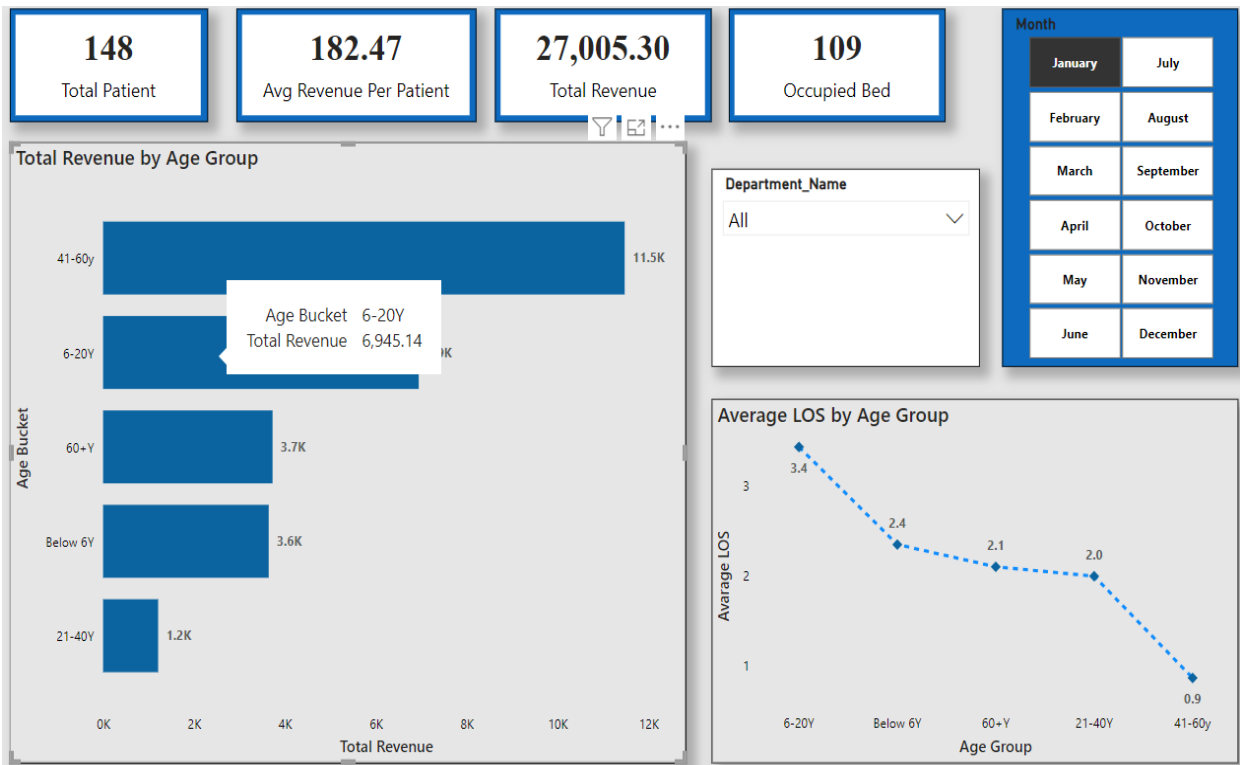 148
Total Patient
182.47
Avg Revenue Per Patient
27,005.30
Total Revenue
109
Occupied Bed
Month
January July
February August
March September
April October
May November
June December
Total Revenue by Age Group
Age Bucket
41-60y 11.5K
6-20Y 9K
Age Bucket 6-20Y
Total Revenue 6,945.14
60+Y 3.7K
Below 6Y 3.6K
21-40Y 1.2K
0K 2K 4K 6K 8K 10K 12K
Total Revenue
Department_Name
All
Average LOS by Age Group
Avarage LOS
3
2
1
3.4
2.4
2.1
2.0
0.9
6-20Y Below 6Y 60+Y 21-40Y 41-60y
Age Group